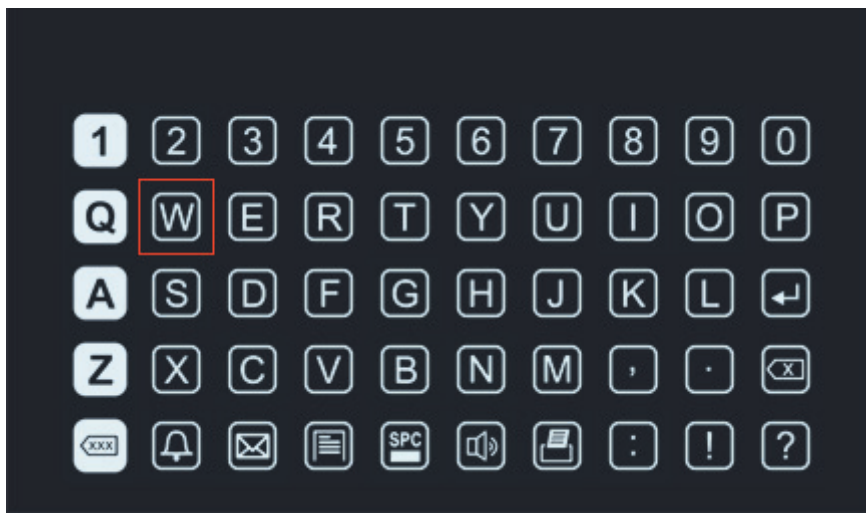 1 2 3 4 5 6 7 8 9 0
Q W E R T Y U I O P
A S D F G H J K L
Z X C V B N M , . X
XXX SPC : ! ?